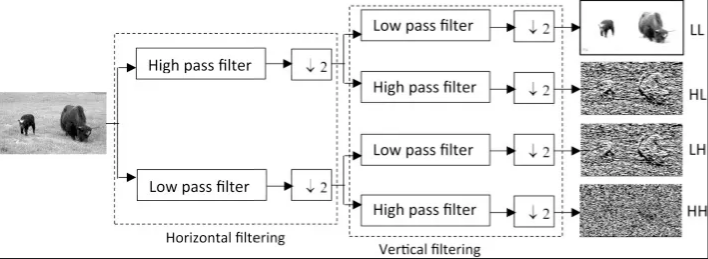 Low pass filter ↓ 2 LL
High pass filter ↓ 2
High pass filter ↓ 2 HL
Low pass filter ↓ 2 LH
Low pass filter ↓ 2
High pass filter ↓ 2 HH
Horizontal filtering
Vertical filtering